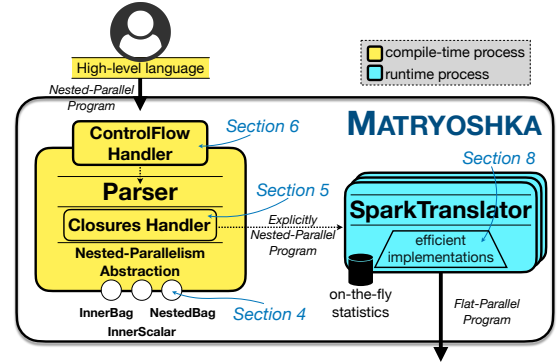 High-level language
compile-time process
runtime process
Nested-Parallel
Program
MATRYOSHKA
ControlFlow
Handler
Section 6
Section 8
Parser
Section 5
Closures Handler
Explicitly
Nested-Parallel
Program
SparkTranslator
efficient
implementations
Nested-Parallelism
Abstraction
InnerBag
NestedBag
InnerScalar
Section 4
on-the-fly
statistics
Flat-Parallel
Program